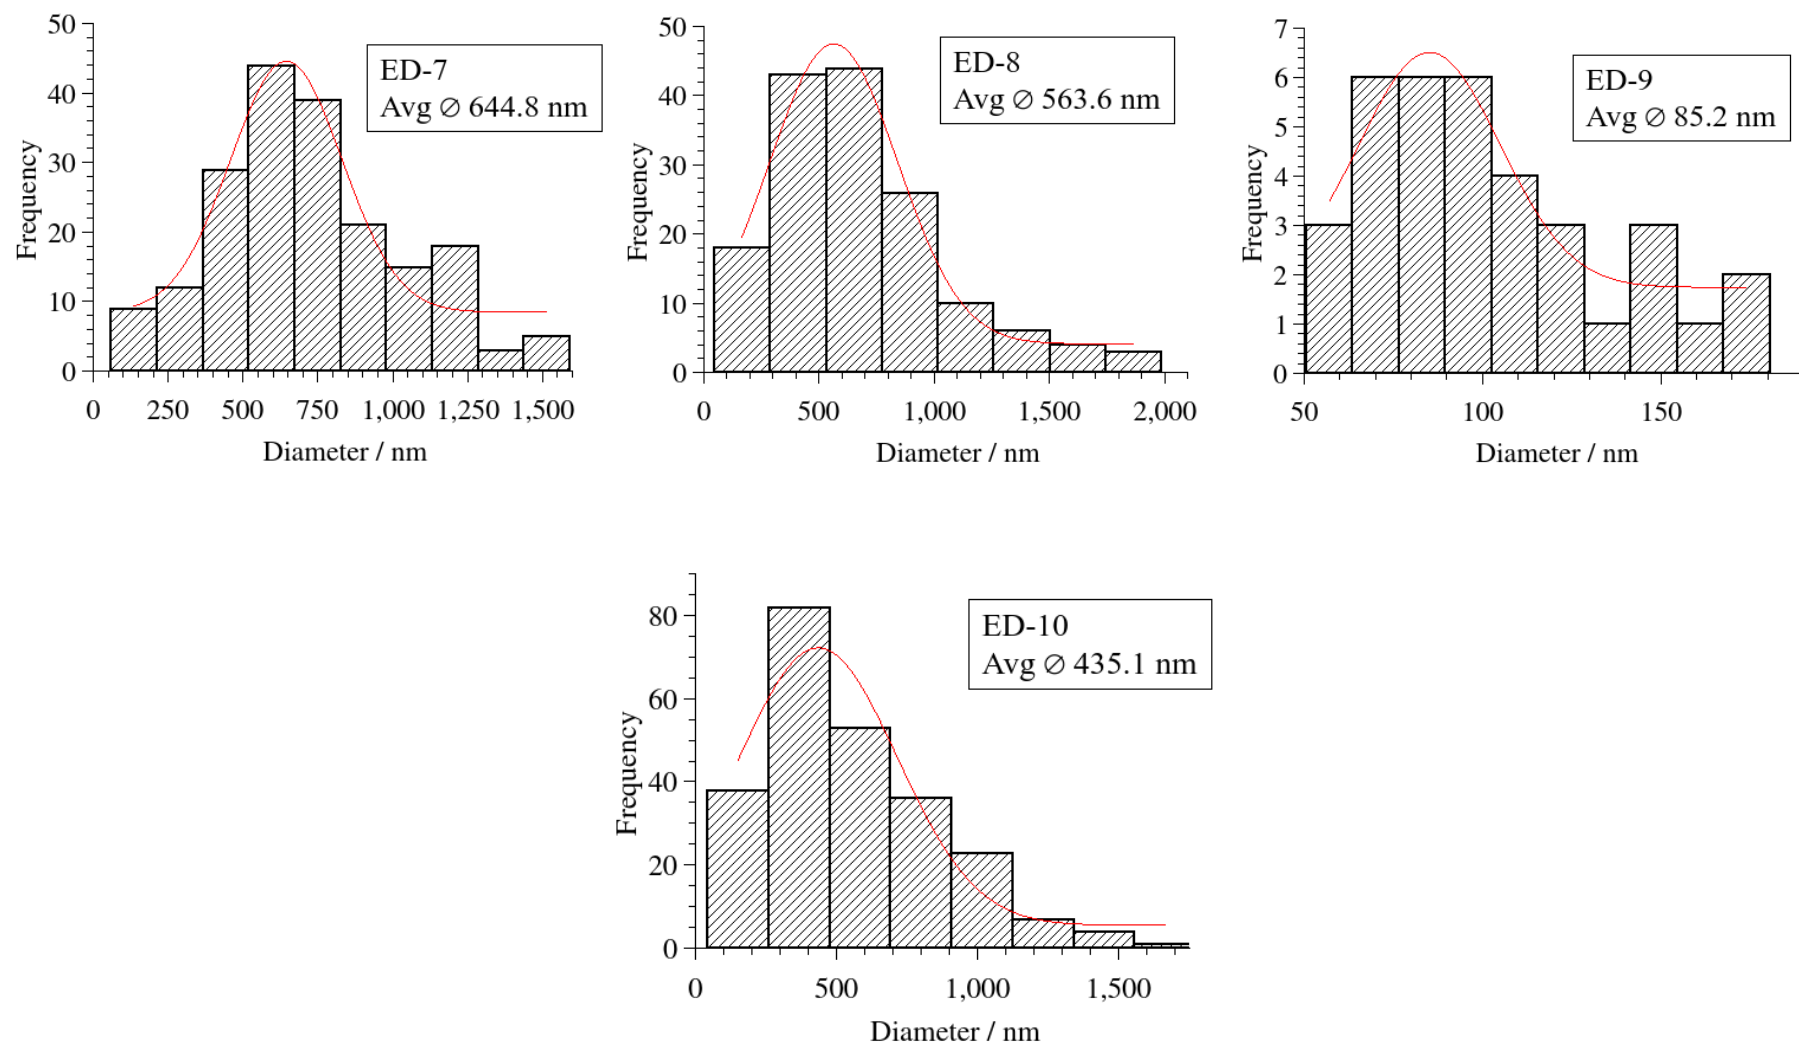 ED-7
Avg ∅ 644.8 nm
Frequency
50
40
30
20
10
0
0 250 500 750 1,000 1,250 1,500
Diameter / nm
ED-8
Avg ∅ 563.6 nm
Frequency
50
40
30
20
10
0
0 500 1,000 1,500 2,000
Diameter / nm
ED-9
Avg ∅ 85.2 nm
Frequency
7
6
5
4
3
2
1
0
50 100 150
Diameter / nm
ED-10
Avg ∅ 435.1 nm
Frequency
80
60
40
20
0
0 500 1,000 1,500
Diameter / nm